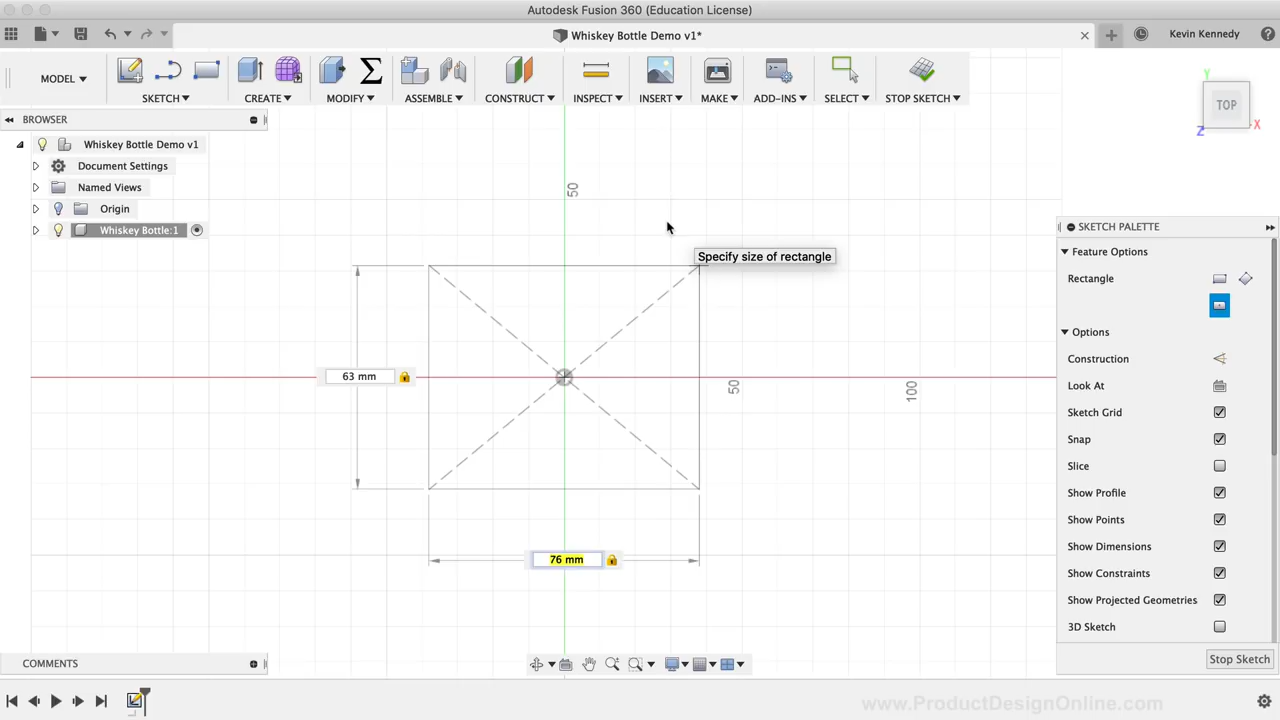 Autodesk Fusion 360 (Education License)
Whiskey Bottle Demo v1*
Kevin Kennedy
MODEL
SKETCH
CREATE
MODIFY
ASSEMBLE
CONSTRUCT
INSPECT
INSERT
MAKE
ADD-INS
SELECT
STOP SKETCH
BROWSER
Whiskey Bottle Demo v1
Document Settings
Named Views
Origin
Whiskey Bottle:1
Y
TOP
X
Z
50
Specify size of rectangle
63 mm
50
100
76 mm
SKETCH PALETTE
Feature Options
Rectangle
Options
Construction
Look At
Sketch Grid
Snap
Slice
Show Profile
Show Points
Show Dimensions
Show Constraints
Show Projected Geometries
3D Sketch
Stop Sketch
COMMENTS
www.ProductDesignOnline.com